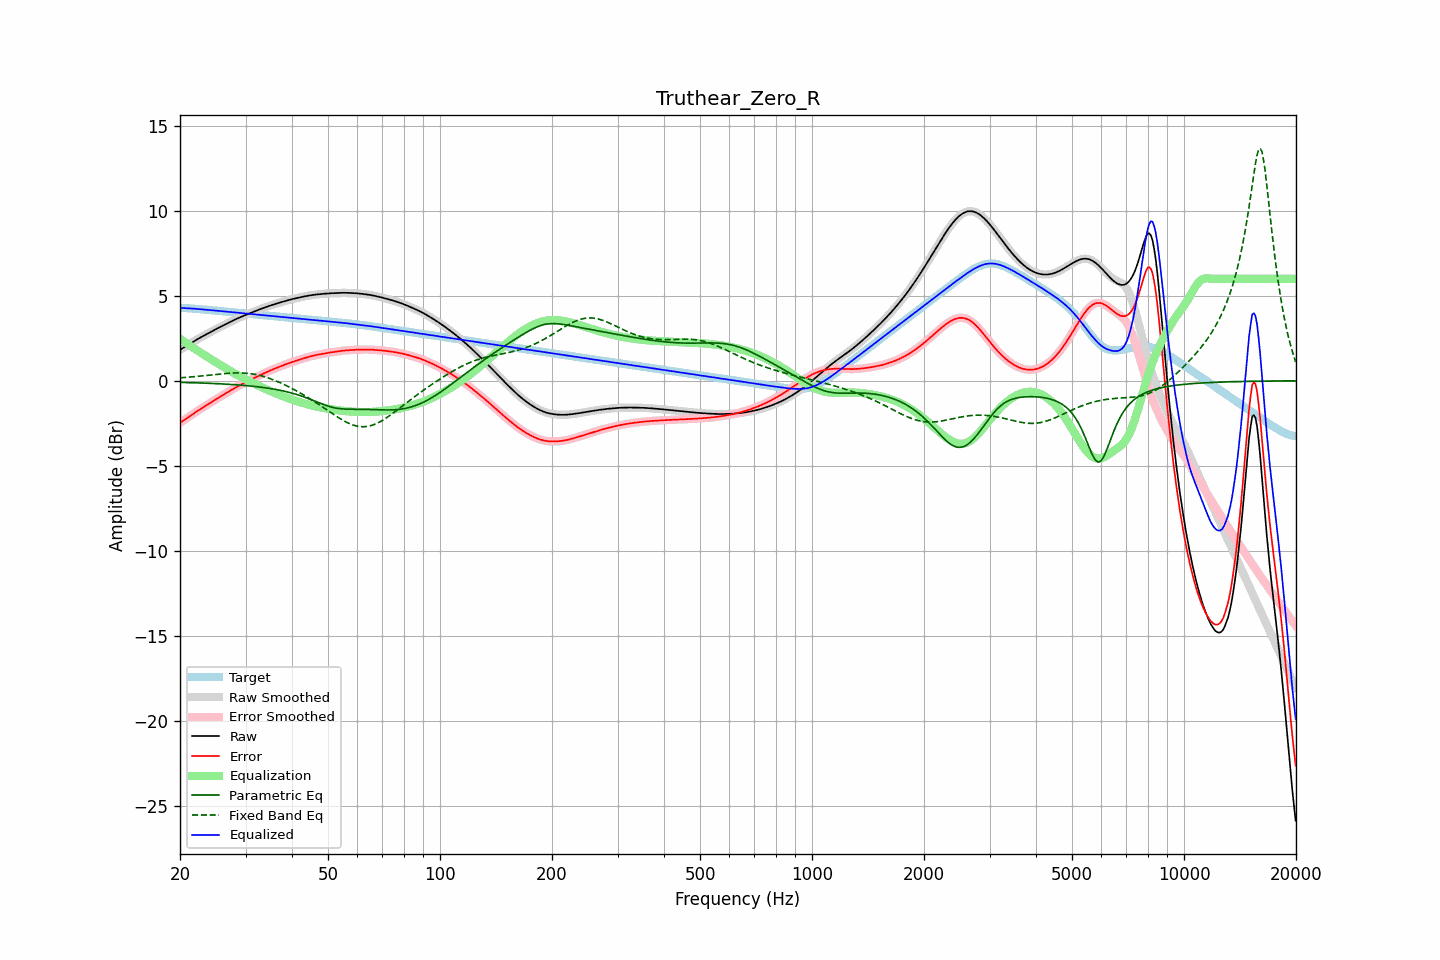 Truthear_Zero_R
15
10
5
0
−5
−10
−15
−20
−25
Amplitude (dBr)
Target
Raw Smoothed
Error Smoothed
Raw
Error
Equalization
Parametric Eq
Fixed Band Eq
Equalized
20 50 100 200 500 1000 2000 5000 10000 20000
Frequency (Hz)